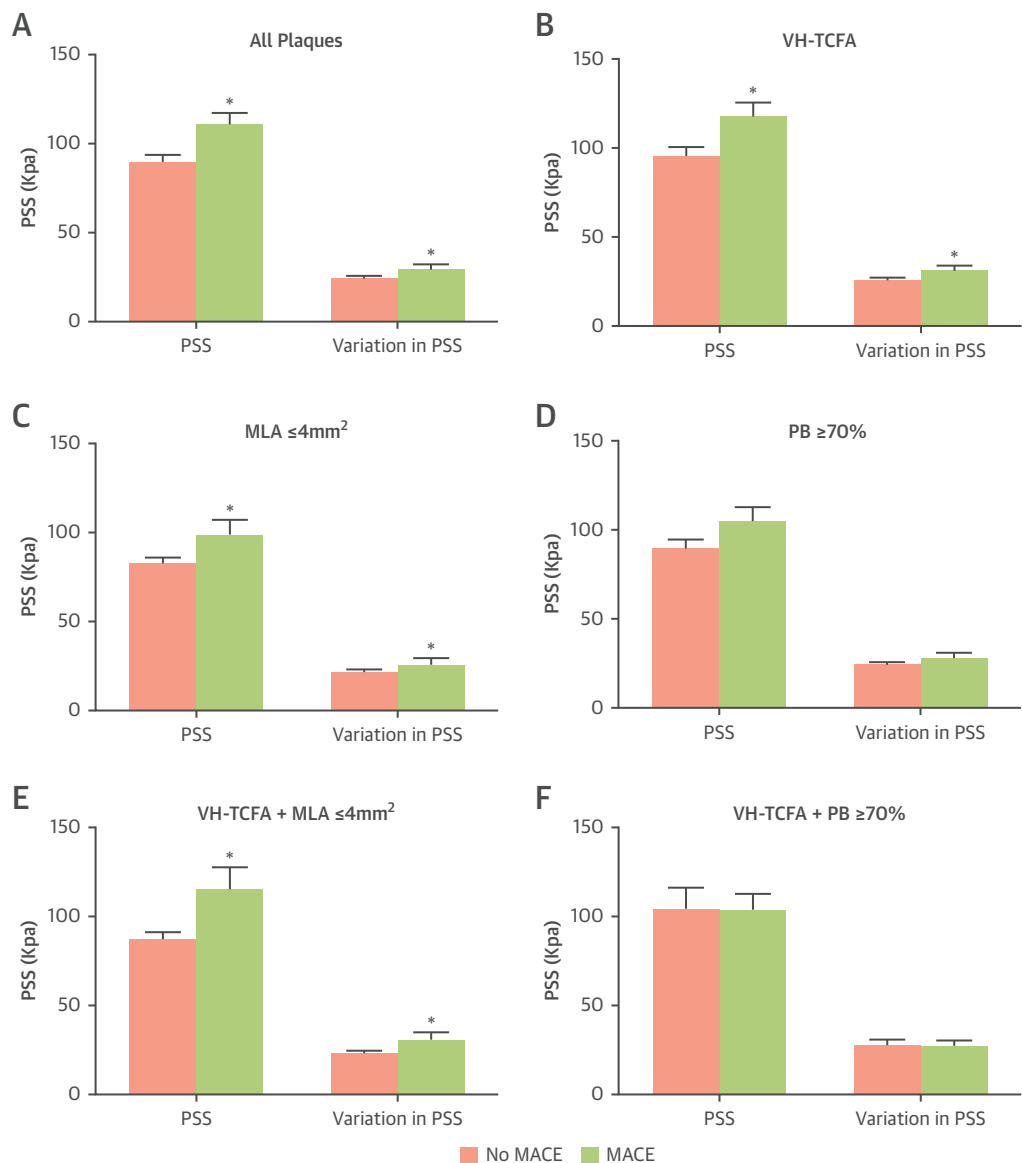 A
All Plaques
150
100
50
0
PSS (Kpa)
*
*
PSS
Variation in PSS
B
VH-TCFA
150
100
50
0
PSS (Kpa)
*
*
PSS
Variation in PSS
C
MLA ≤4mm²
150
100
50
0
PSS (Kpa)
*
*
PSS
Variation in PSS
D
PB ≥70%
150
100
50
0
PSS (Kpa)
PSS
Variation in PSS
E
VH-TCFA + MLA ≤4mm²
150
100
50
0
PSS (Kpa)
*
*
PSS
Variation in PSS
F
VH-TCFA + PB ≥70%
150
100
50
0
PSS (Kpa)
PSS
Variation in PSS
No MACE
MACE